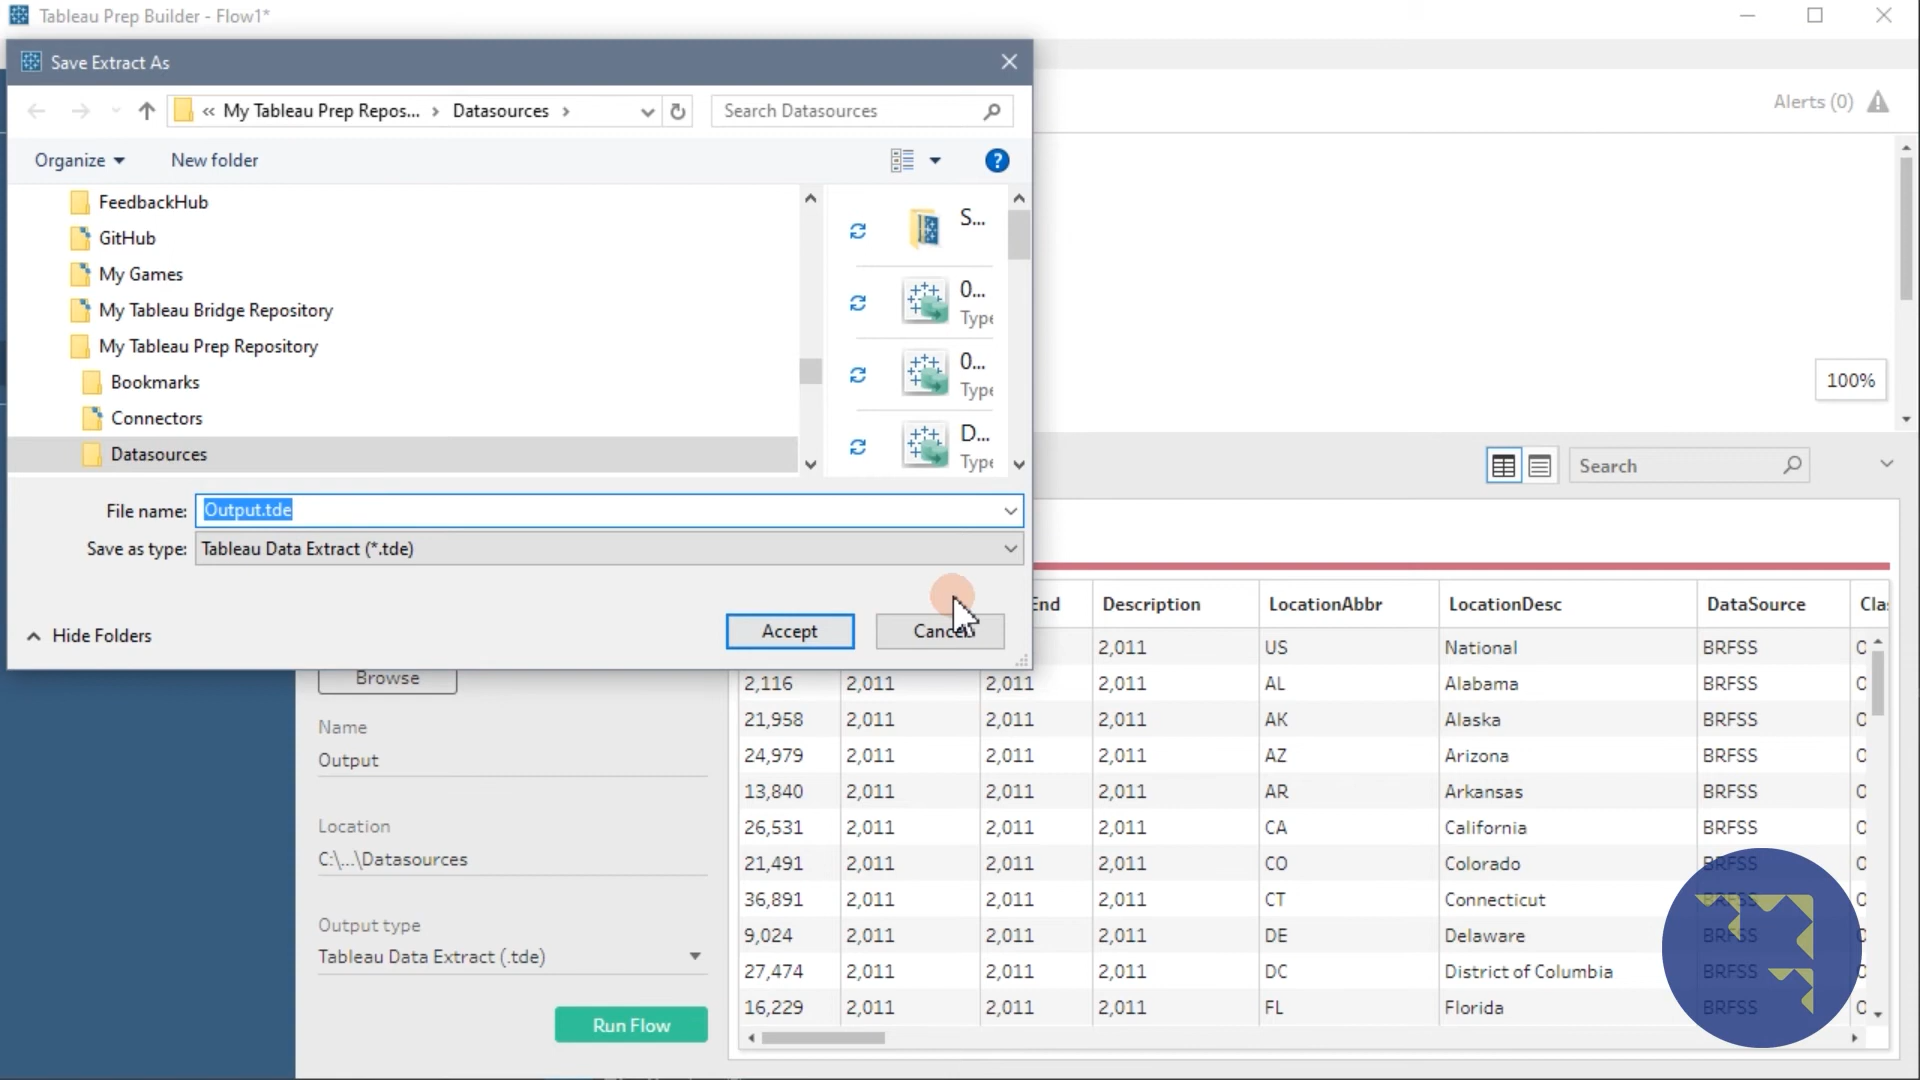 Tableau Prep Builder - Flow1*
Save Extract As
« My Tableau Prep Repos... › Datasources ›
Search Datasources
Alerts (0)
Organize
New folder
?
FeedbackHub
GitHub
My Games
My Tableau Bridge Repository
My Tableau Prep Repository
Bookmarks
Connectors
Datasources
S...
0...
Type
0...
Type
D...
Type
100%
Search
File name: Output.tde
Save as type: Tableau Data Extract (*.tde)
Hide Folders
Accept
Cancel
Browse
Name
Output
Location
C:\...\Datasources
Output type
Tableau Data Extract (.tde)
Run Flow
End Description LocationAbbr LocationDesc DataSource Clas
2,011 US National BRFSS
2,116 2,011 2,011 2,011 AL Alabama BRFSS
21,958 2,011 2,011 2,011 AK Alaska BRFSS
24,979 2,011 2,011 2,011 AZ Arizona BRFSS
13,840 2,011 2,011 2,011 AR Arkansas BRFSS
26,531 2,011 2,011 2,011 CA California BRFSS
21,491 2,011 2,011 2,011 CO Colorado BRFSS
36,891 2,011 2,011 2,011 CT Connecticut BRFSS
9,024 2,011 2,011 2,011 DE Delaware BRFSS
27,474 2,011 2,011 2,011 DC District of Columbia BRFSS
16,229 2,011 2,011 2,011 FL Florida BRFSS